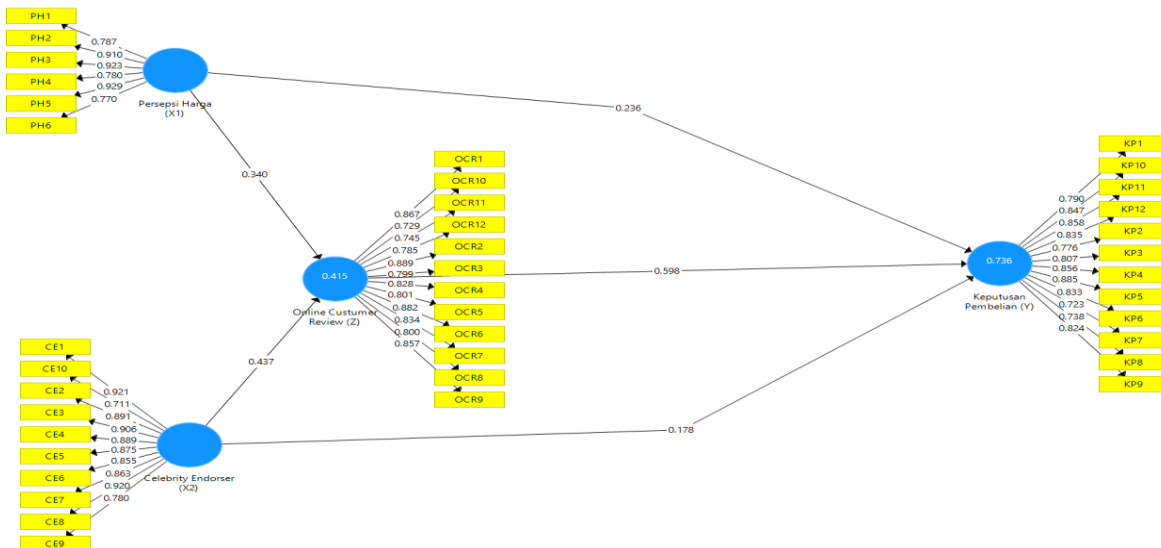 PH1
PH2
PH3
PH4
PH5
PH6
0.787
0.910
0.923
0.780
0.929
0.770
Persepsi Harga
(X1)
0.236
0.340
OCR1
OCR10
OCR11
OCR12
OCR2
OCR3
OCR4
OCR5
OCR6
OCR7
OCR8
OCR9
0.867
0.729
0.745
0.785
0.889
0.799
0.828
0.801
0.882
0.834
0.800
0.857
0.415
Online Custumer
Review (Z)
0.598
KP1
KP10
KP11
KP12
KP2
KP3
KP4
KP5
KP6
KP7
KP8
KP9
0.790
0.847
0.858
0.835
0.776
0.807
0.856
0.885
0.833
0.723
0.738
0.824
0.736
Keputusan
Pembelian (Y)
0.437
CE1
CE10
CE2
CE3
CE4
CE5
CE6
CE7
CE8
CE9
0.921
0.711
0.891
0.906
0.889
0.875
0.855
0.863
0.920
0.780
Celebrity Endorser
(X2)
0.178